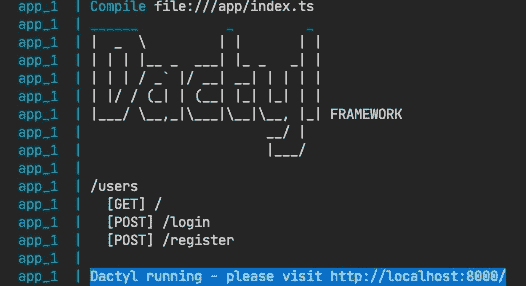 app_1 | Compile file:///app/index.ts
app_1 | ______ _ _
app_1 | | _ \ | | | |
app_1 | | | | |__ _ ___| |_ _ _| |
app_1 | | | | / _` |/ __| __| | | | |
app_1 | | |/ / (_| | (__| |_| |_| | |
app_1 | |___/ \__,_|\___|\__|\__, |_| FRAMEWORK
app_1 | __/ |
app_1 | |___/
app_1 |
app_1 | /users
app_1 | [GET] /
app_1 | [POST] /login
app_1 | [POST] /register
app_1 |
app_1 | Dactyl running - please visit http://localhost:8000/